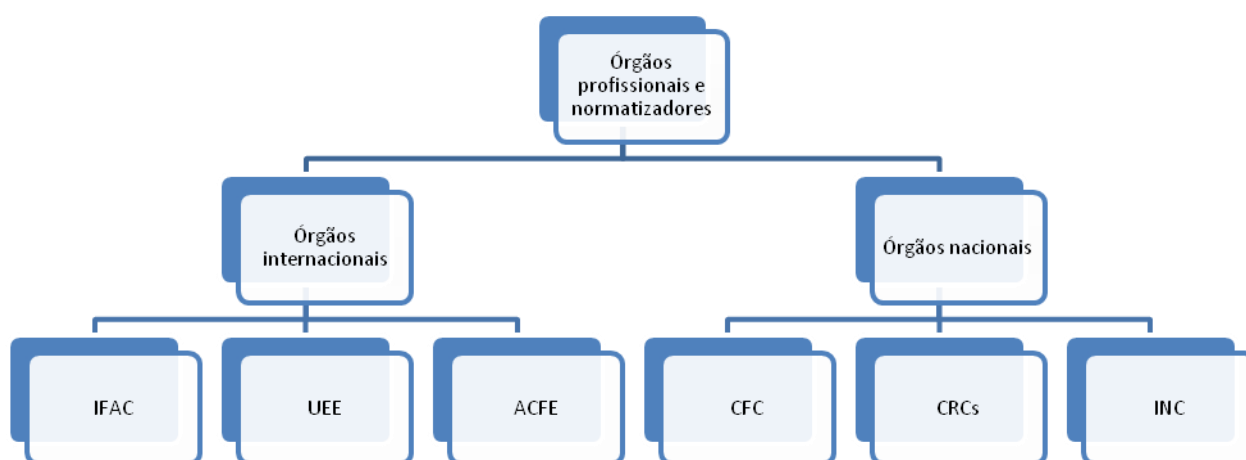 Órgãos
profissionais e
normatizadores
Órgãos
internacionais
Órgãos nacionais
IFAC
UEE
ACFE
CFC
CRCs
INC